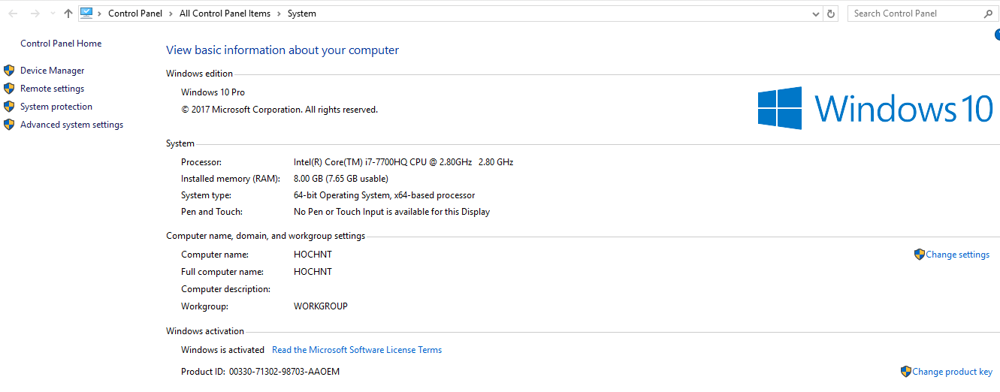 Control Panel > All Control Panel Items > System
Search Control Panel
Control Panel Home
Device Manager
Remote settings
System protection
Advanced system settings
View basic information about your computer
Windows edition
Windows 10 Pro
© 2017 Microsoft Corporation. All rights reserved.
Windows 10
System
Processor: Intel(R) Core(TM) i7-7700HQ CPU @ 2.80GHz 2.80 GHz
Installed memory (RAM): 8.00 GB (7.65 GB usable)
System type: 64-bit Operating System, x64-based processor
Pen and Touch: No Pen or Touch Input is available for this Display
Computer name, domain, and workgroup settings
Computer name: HOCHNT
Change settings
Full computer name: HOCHNT
Computer description:
Workgroup: WORKGROUP
Windows activation
Windows is activated Read the Microsoft Software License Terms
Product ID: 00330-71302-98703-AAOEM
Change product key